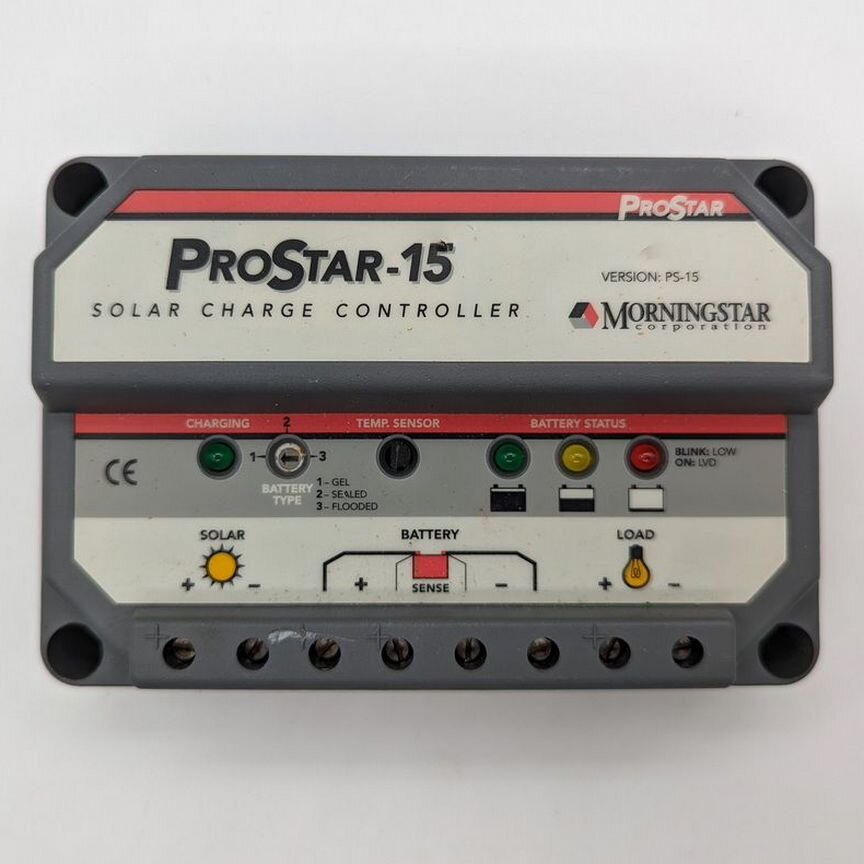 PROSTAR
PROSTAR-15
VERSION: PS-15
SOLAR CHARGE CONTROLLER
MORNINGSTAR
corporation
CHARGING
2
TEMP. SENSOR
BATTERY STATUS
1
3
BLINK: LOW
ON: LVD
CE
BATTERY
TYPE
1 – GEL
2 – SEALED
3 – FLOODED
SOLAR
BATTERY
LOAD
+ –
+ SENSE –
+ –
+ + + +